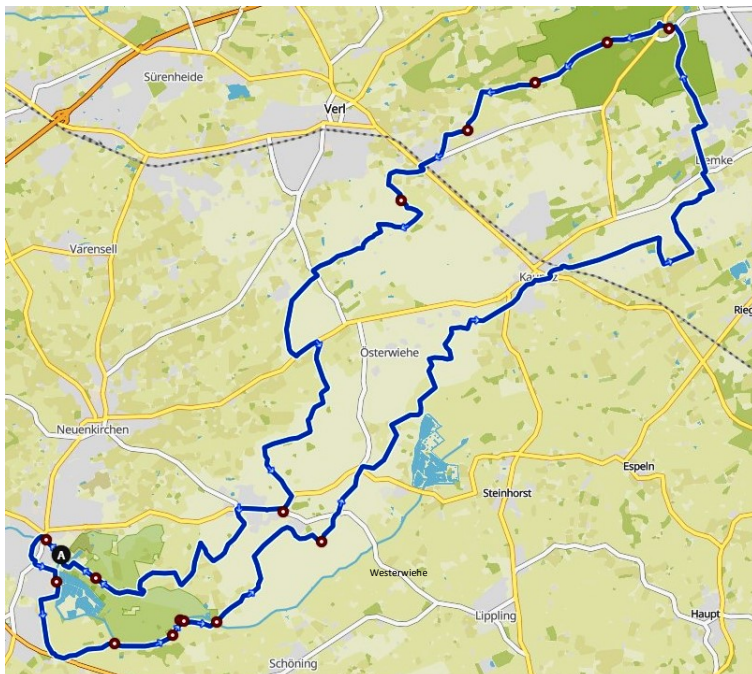 Sürenheide
Verl
Varensell
Österwiehe
Neuenkirchen
Espeln
Steinhorst
A
Westerwiehe
Lippling
Haupt
Schöning